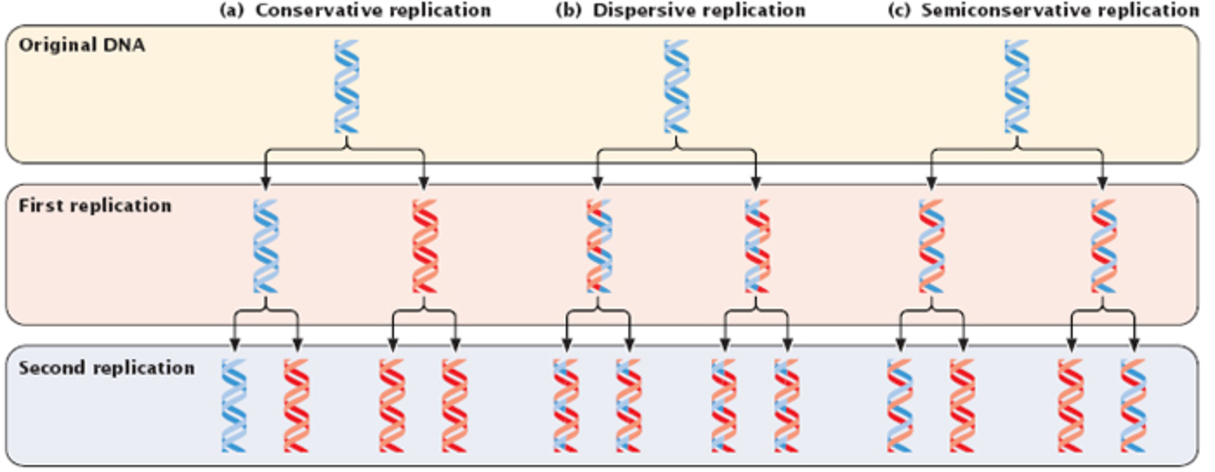 (a) Conservative replication
(b) Dispersive replication
(c) Semiconservative replication
Original DNA
First replication
Second replication